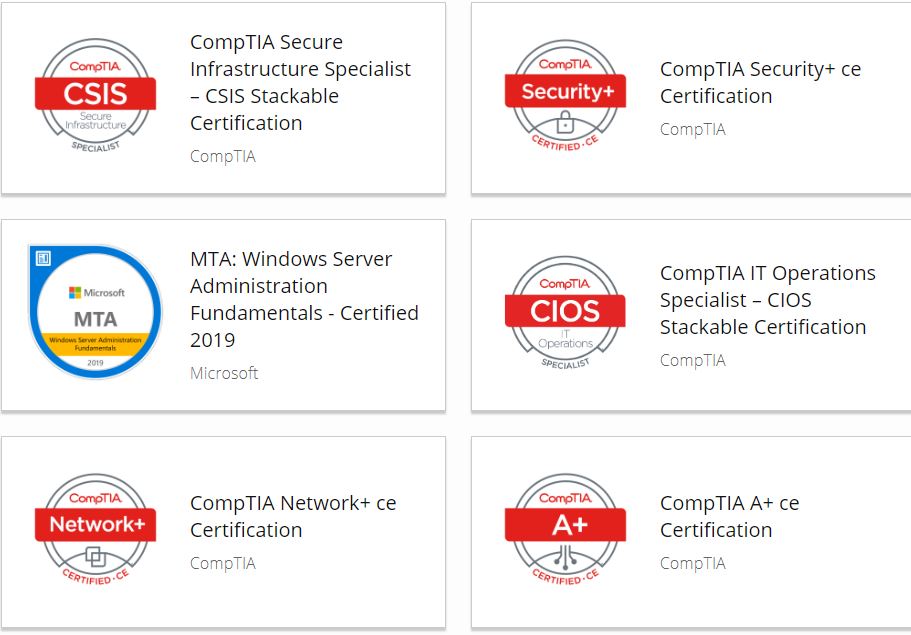 CompTIA.
CSIS
Secure
Infrastructure
SPECIALIST
CompTIA Secure
Infrastructure Specialist
– CSIS Stackable
Certification
CompTIA
CompTIA.
Security+
CERTIFIED•CE
CompTIA Security+ ce
Certification
CompTIA
Microsoft
MTA
Windows Server Administration
Fundamentals
2019
MTA: Windows Server
Administration
Fundamentals - Certified
2019
Microsoft
CompTIA.
CIOS
IT
Operations
SPECIALIST
CompTIA IT Operations
Specialist – CIOS
Stackable Certification
CompTIA
CompTIA.
Network+
CERTIFIED•CE
CompTIA Network+ ce
Certification
CompTIA
CompTIA.
A+
CERTIFIED•CE
CompTIA A+ ce
Certification
CompTIA